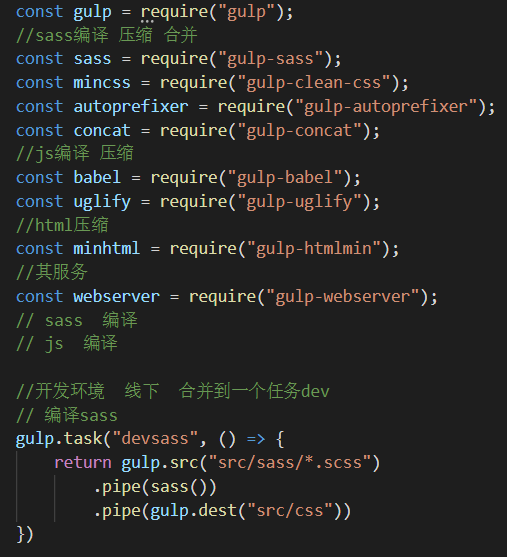 const gulp = require("gulp");
//sass编译 压缩 合并
const sass = require("gulp-sass");
const mincss = require("gulp-clean-css");
const autoprefixer = require("gulp-autoprefixer");
const concat = require("gulp-concat");
//js编译 压缩
const babel = require("gulp-babel");
const uglify = require("gulp-uglify");
//html压缩
const minhtml = require("gulp-htmlmin");
//其服务
const webserver = require("gulp-webserver");
// sass  编译
// js  编译
//开发环境  线下  合并到一个任务dev
// 编译sass
gulp.task("devsass", () => {
    return gulp.src("src/sass/*.scss")
        .pipe(sass())
        .pipe(gulp.dest("src/css"))
})